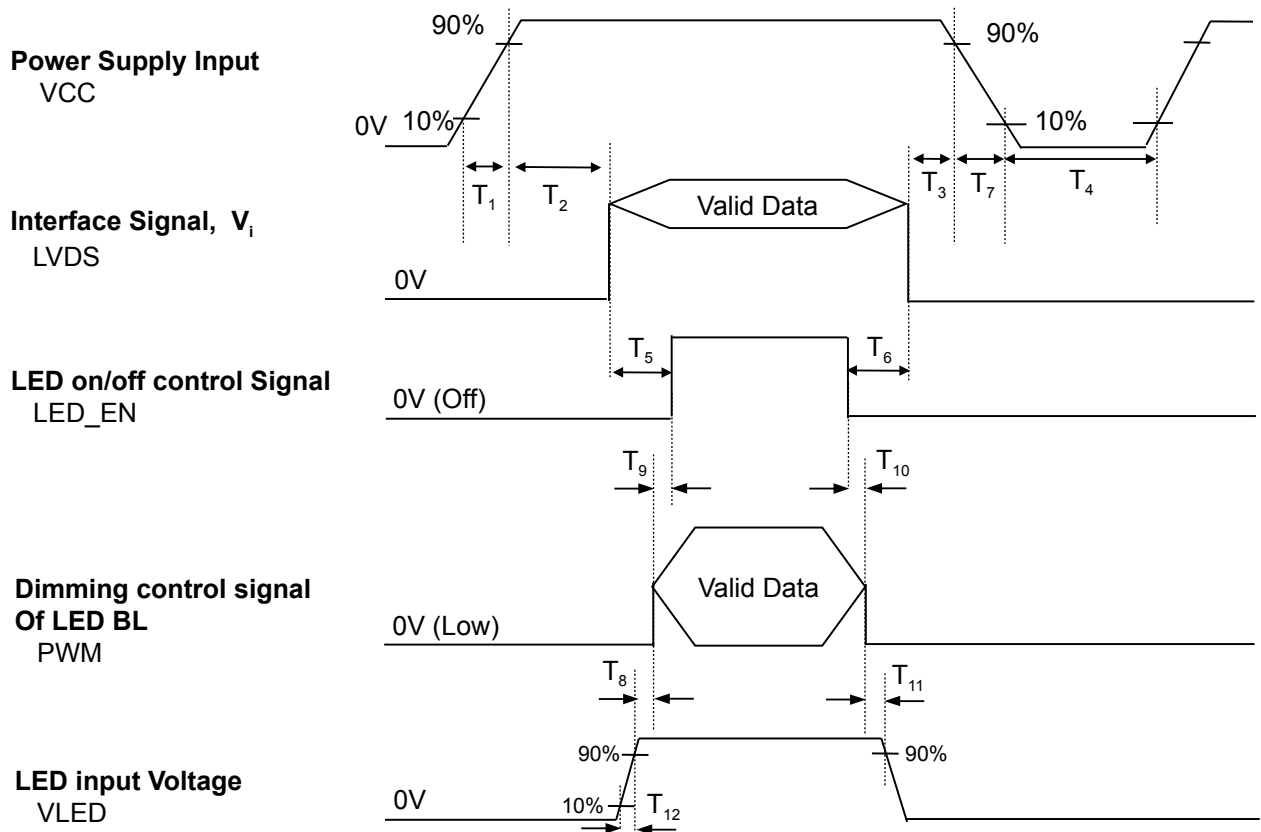 90%
90%
Power Supply Input
VCC
0V
10%
10%
T1
T2
T3
T7
T4
Valid Data
Interface Signal, Vi
LVDS
0V
T5
T6
LED on/off control Signal
LED_EN
0V (Off)
T9
T10
Valid Data
Dimming control signal
Of LED BL
PWM
0V (Low)
T8
T11
90%
90%
LED input Voltage
VLED
0V
10%
T12